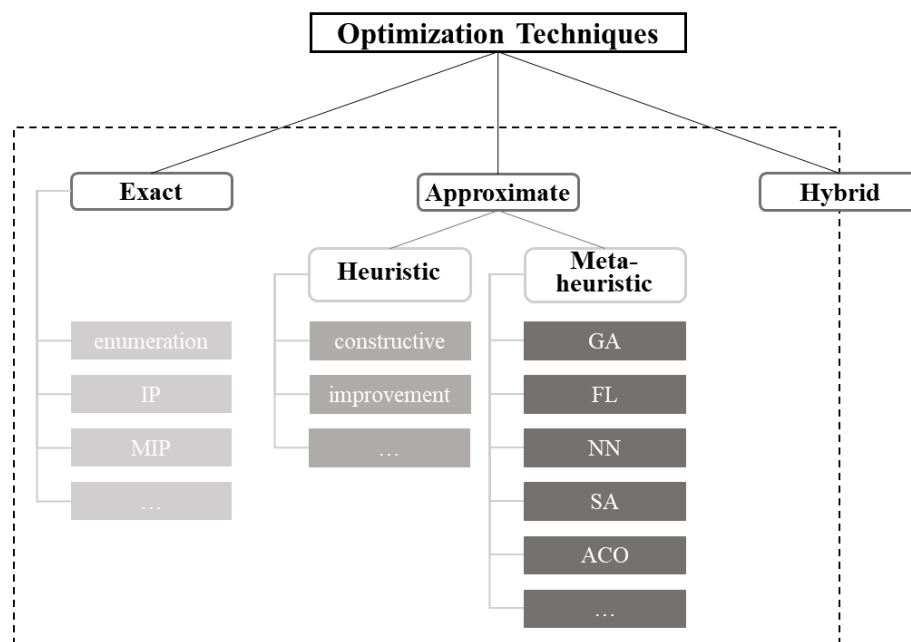 Optimization Techniques
Exact
Approximate
Hybrid
Heuristic
Meta-
heuristic
enumeration
IP
MIP
…
constructive
improvement
…
GA
FL
NN
SA
ACO
…